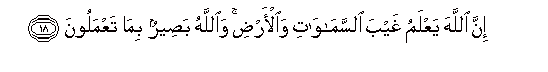 إِنَّ ٱللَّهَ يَعْلَمُ غَيْبَ ٱلسَّمَـٰوَٰتِ وَٱلْأَرْضِ ۚ وَٱللَّهُ بَصِيرٌۢ بِمَا تَعْمَلُونَ ﴿١٨﴾